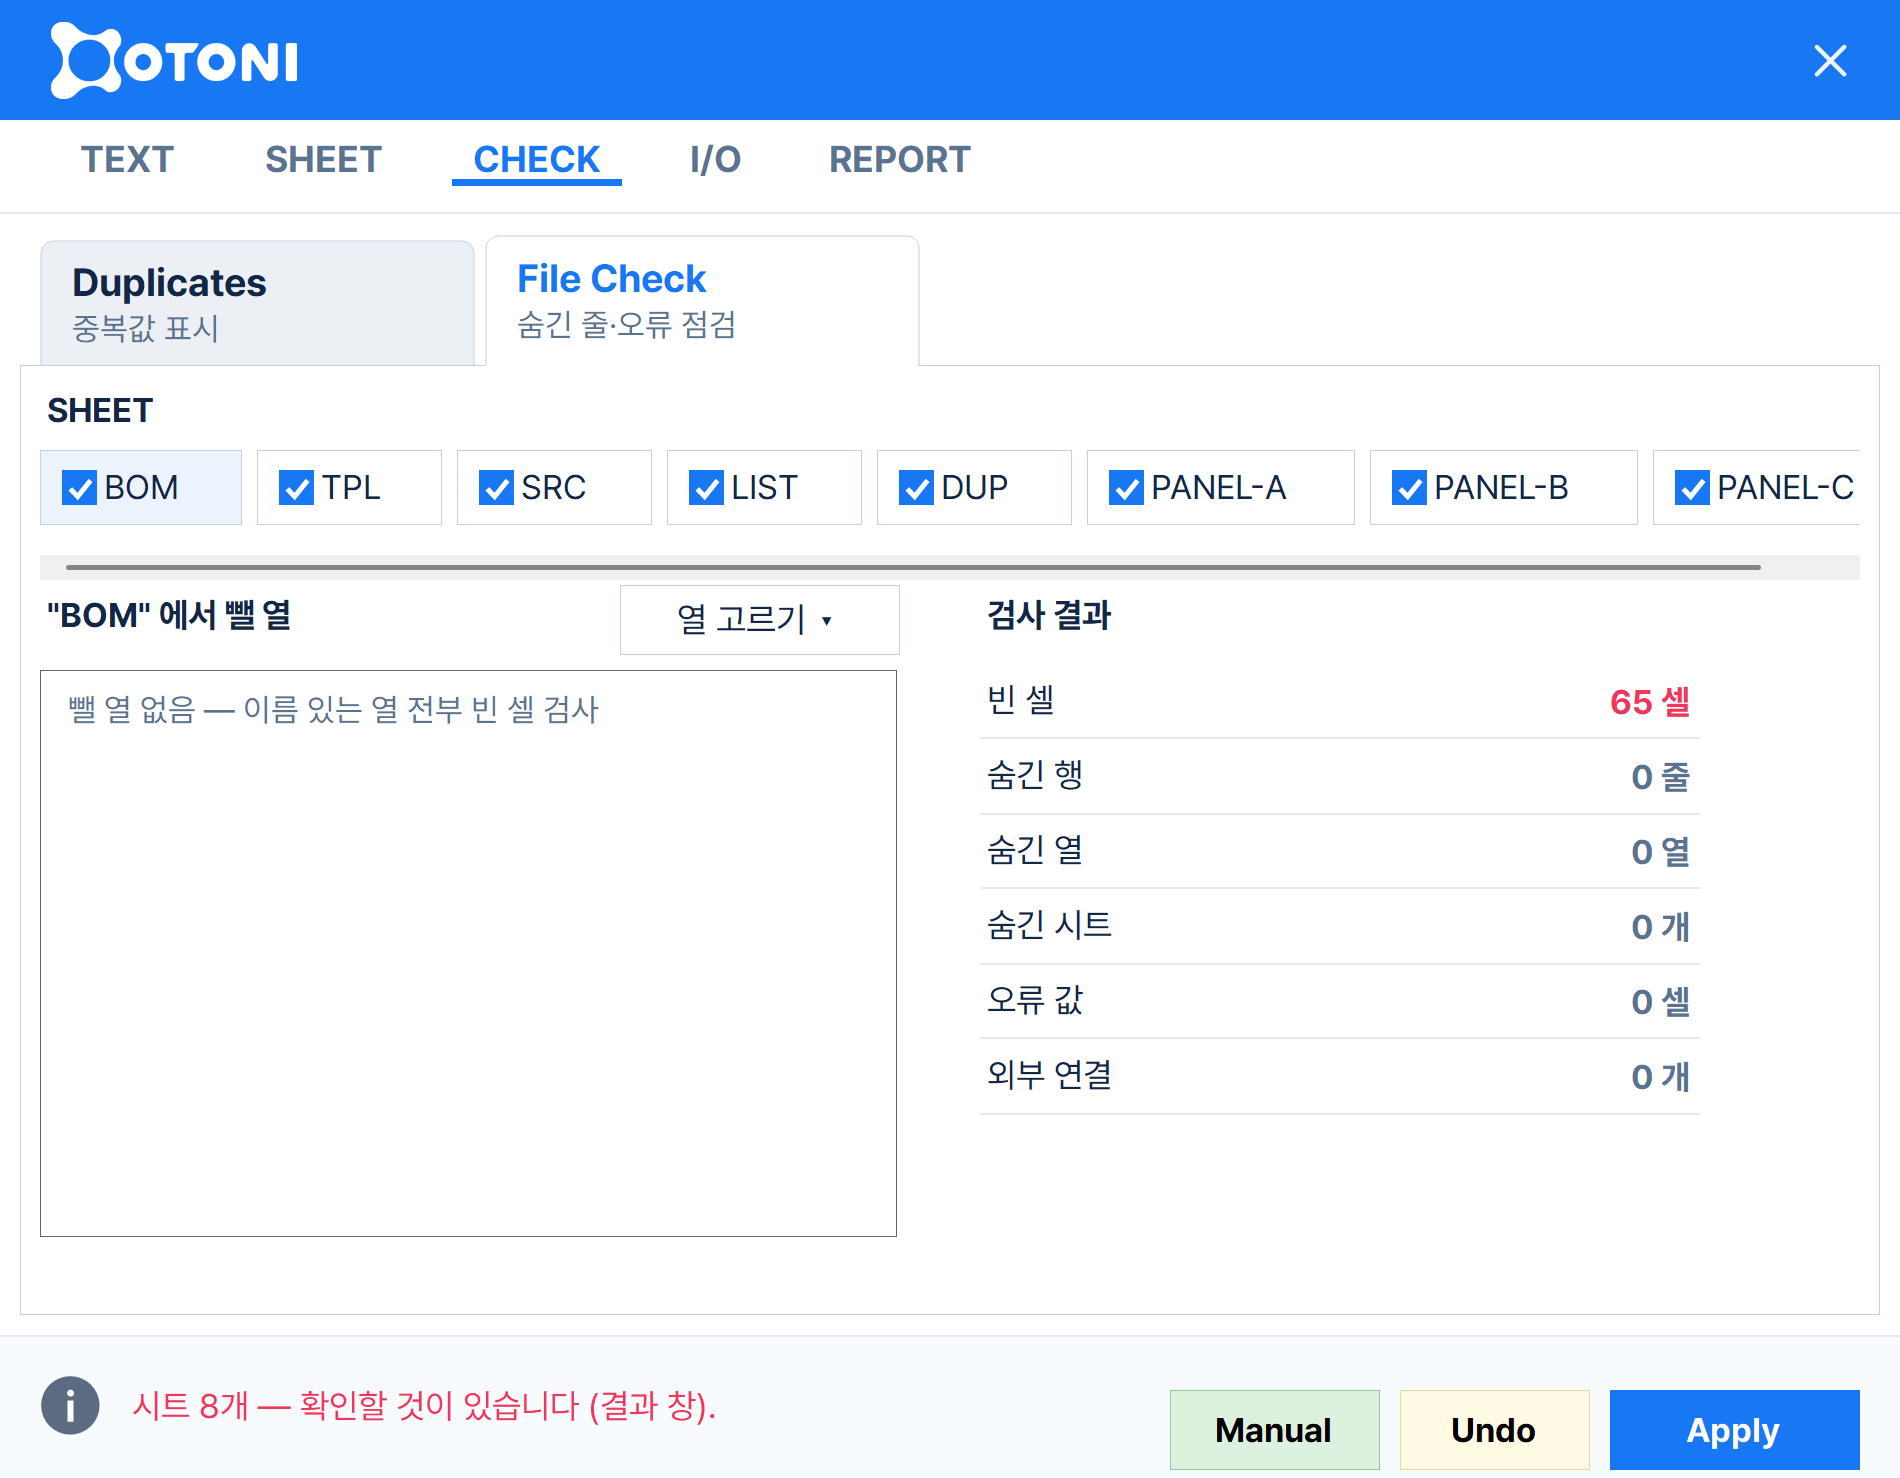 OTONI
TEXT SHEET CHECK I/O REPORT
Duplicates
중복값 표시
File Check
숨긴 줄·오류 점검
SHEET
BOM TPL SRC LIST DUP PANEL-A PANEL-B PANEL-C
"BOM" 에서 뺄 열
열 고르기 ▾
뺄 열 없음 — 이름 있는 열 전부 빈 셀 검사
검사 결과
빈 셀 65 셀
숨긴 행 0 줄
숨긴 열 0 열
숨긴 시트 0 개
오류 값 0 셀
외부 연결 0 개
시트 8개 — 확인할 것이 있습니다 (결과 창).
Manual Undo Apply